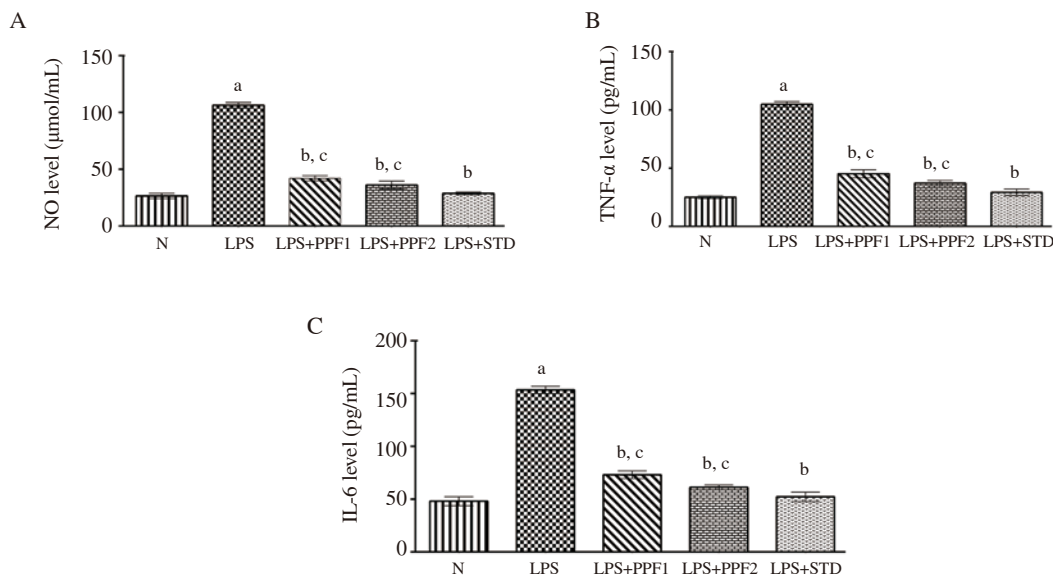 A
NO level (μmol/mL)
150
100
50
0
a
b, c
b, c
b
N LPS LPS+PPF1 LPS+PPF2 LPS+STD
B
TNF-α level (pg/mL)
150
100
50
0
a
b, c
b, c
b
N LPS LPS+PPF1 LPS+PPF2 LPS+STD
C
IL-6 level (pg/mL)
200
150
100
50
0
a
b, c
b, c
b
N LPS LPS+PPF1 LPS+PPF2 LPS+STD